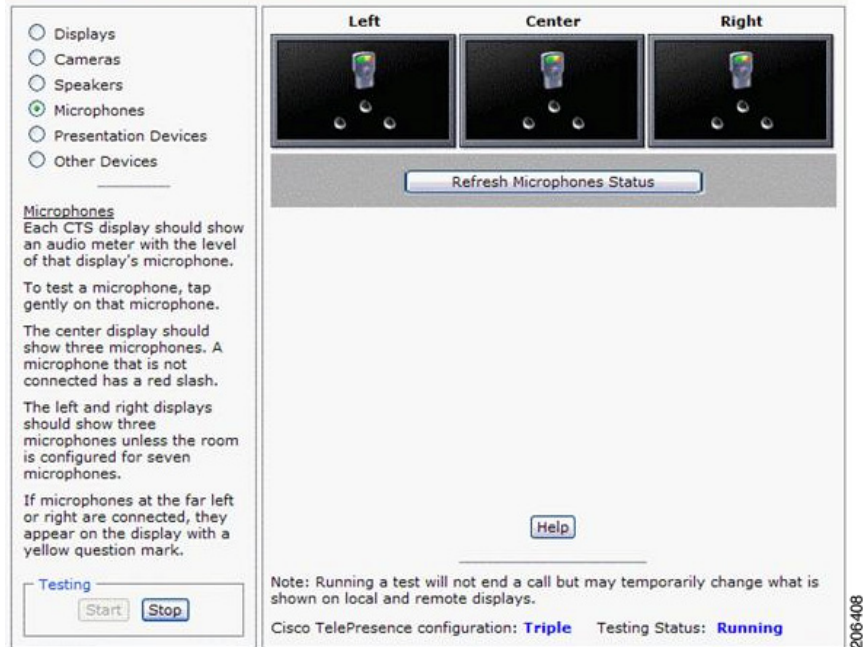 Displays
Cameras
Speakers
Microphones
Presentation Devices
Other Devices
Microphones
Each CTS display should show
an audio meter with the level
of that display's microphone.
To test a microphone, tap
gently on that microphone.
The center display should
show three microphones. A
microphone that is not
connected has a red slash.
The left and right displays
should show three
microphones unless the room
is configured for seven
microphones.
If microphones at the far left
or right are connected, they
appear on the display with a
yellow question mark.
Testing
Start Stop
Left Center Right
Refresh Microphones Status
Help
Note: Running a test will not end a call but may temporarily change what is
shown on local and remote displays.
Cisco TelePresence configuration: Triple Testing Status: Running
206408